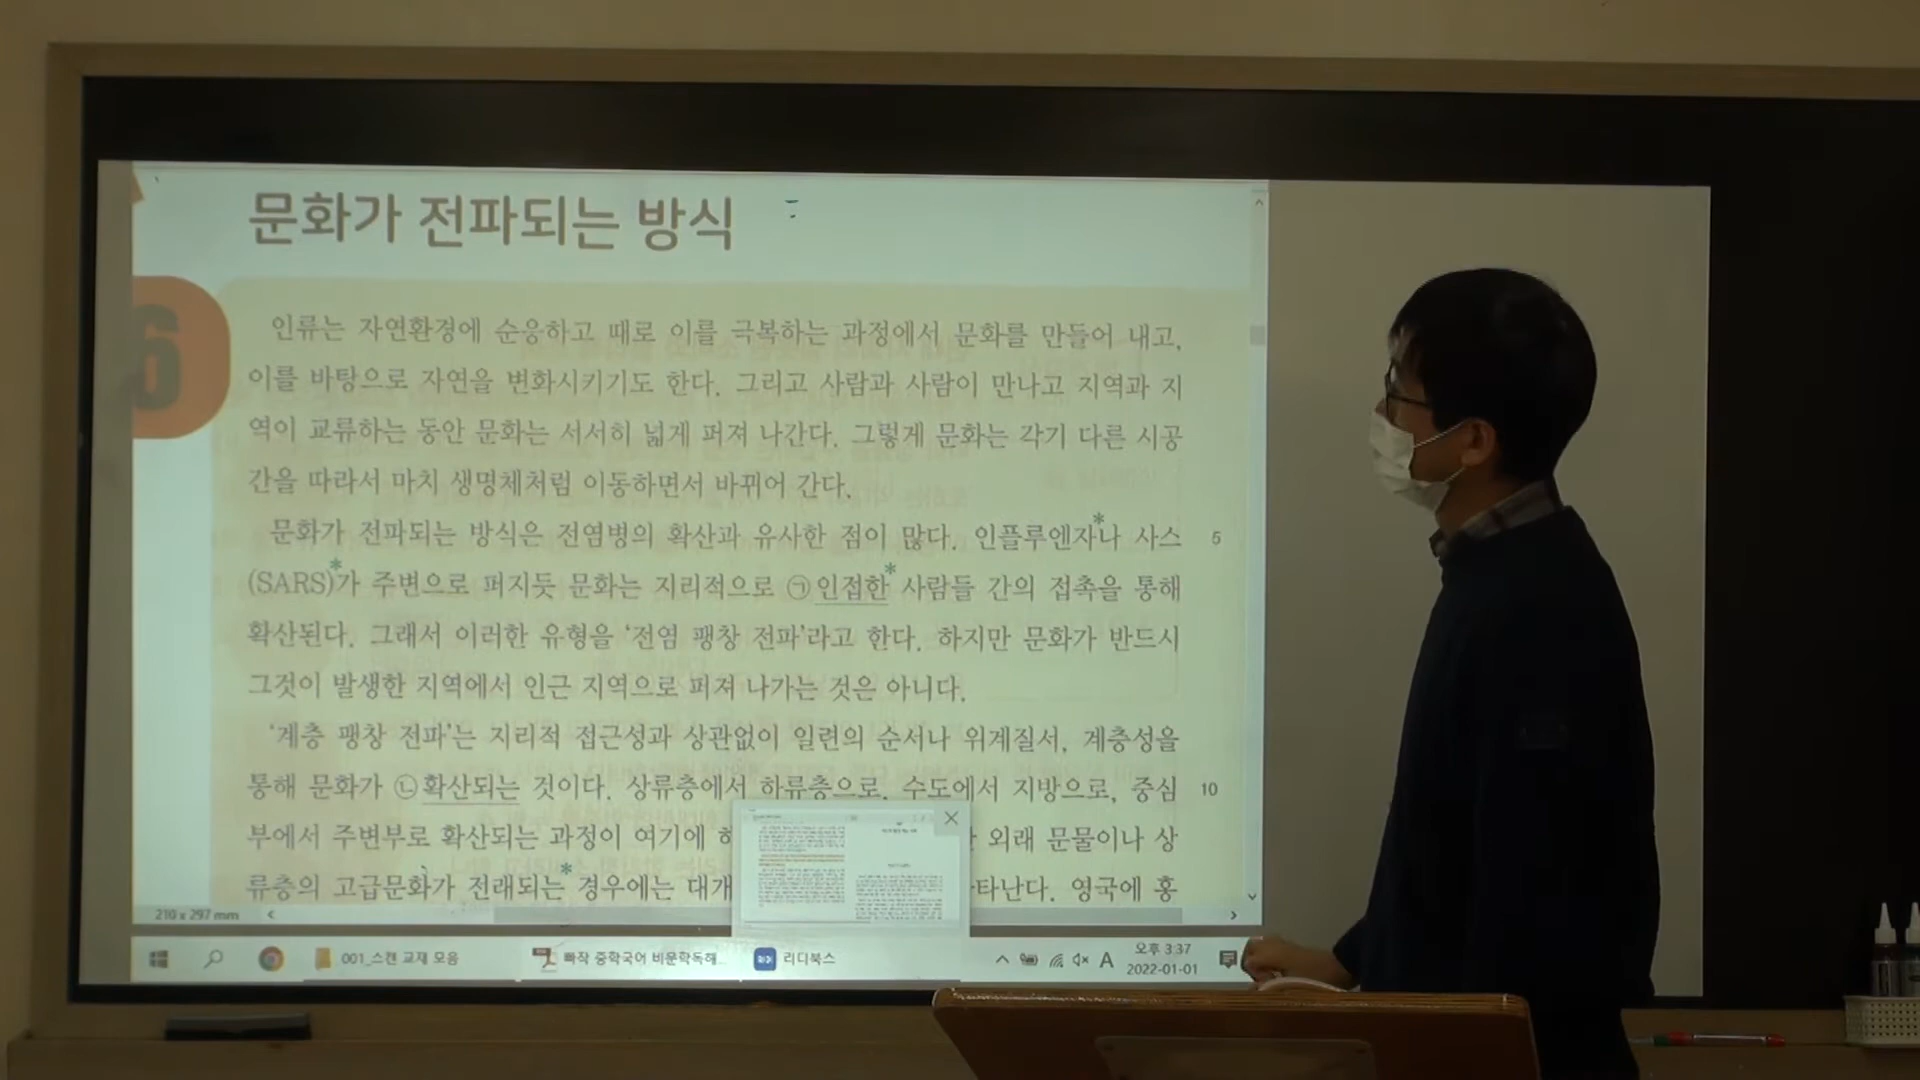 문화가 전파되는 방식
6
인류는 자연환경에 순응하고 때로 이를 극복하는 과정에서 문화를 만들어 내고,
이를 바탕으로 자연을 변화시키기도 한다. 그리고 사람과 사람이 만나고 지역과 지
역이 교류하는 동안 문화는 서서히 넓게 퍼져 나간다. 그렇게 문화는 각기 다른 시공
간을 따라서 마치 생명체처럼 이동하면서 바뀌어 간다.
문화가 전파되는 방식은 전염병의 확산과 유사한 점이 많다. 인플루엔자*나 사스 5
(SARS)*가 주변으로 퍼지듯 문화는 지리적으로 ㉠인접한* 사람들 간의 접촉을 통해
확산된다. 그래서 이러한 유형을 ‘전염 팽창 전파’라고 한다. 하지만 문화가 반드시
그것이 발생한 지역에서 인근 지역으로 퍼져 나가는 것은 아니다.
‘계층 팽창 전파’는 지리적 접근성과 상관없이 일련의 순서나 위계질서, 계층성을
통해 문화가 ㉡확산되는 것이다. 상류층에서 하류층으로, 수도에서 지방으로, 중심 10
부에서 주변부로 확산되는 과정이 여기에 외래 문물이나 상
류층의 고급문화가 전래되는* 경우에는 대개 타난다. 영국에 홍
210 x 297 mm
001_스캔 교재 모음
빠작 중학국어 비문학독해...
리디북스
A
오후 3:37
2022-01-01